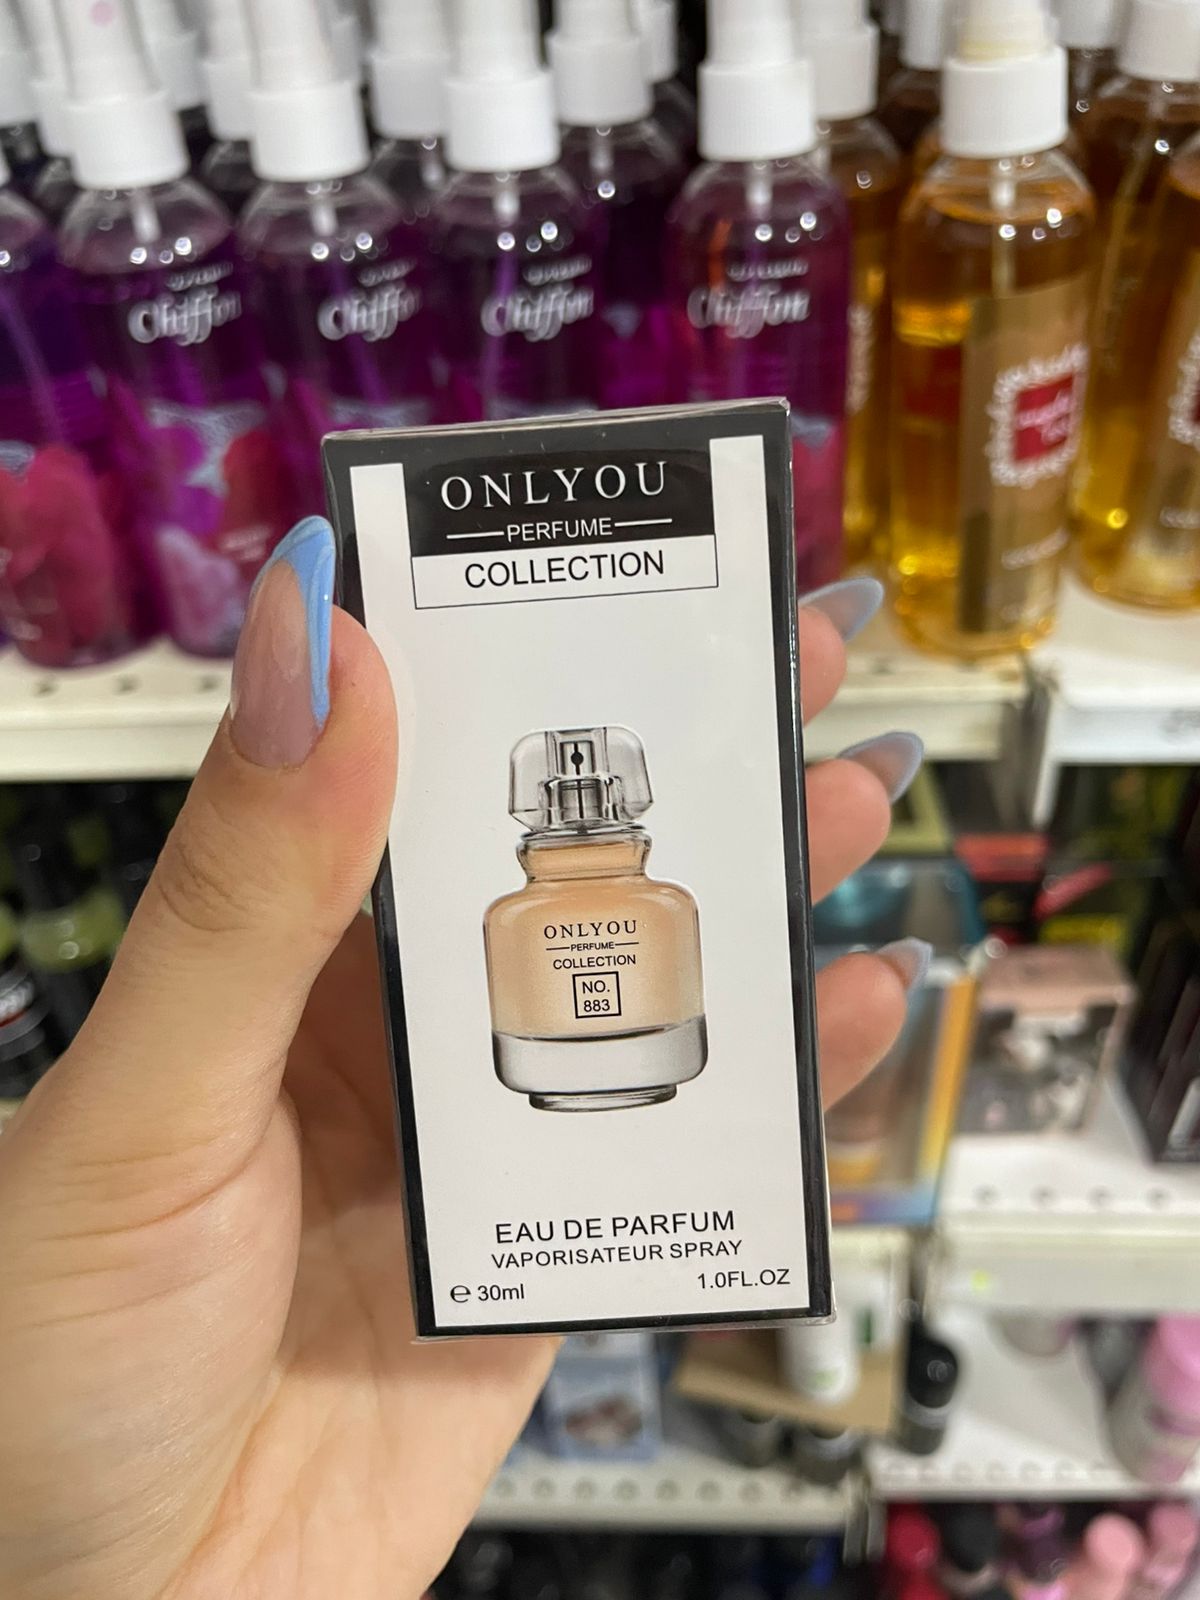 Chiffon
Chiffon
Chiffon
Chiffon
ONLYOU
PERFUME
COLLECTION
ONLYOU
PERFUME
COLLECTION
NO.
883
EAU DE PARFUM
VAPORISATEUR SPRAY
℮ 30ml
1.0FL.OZ